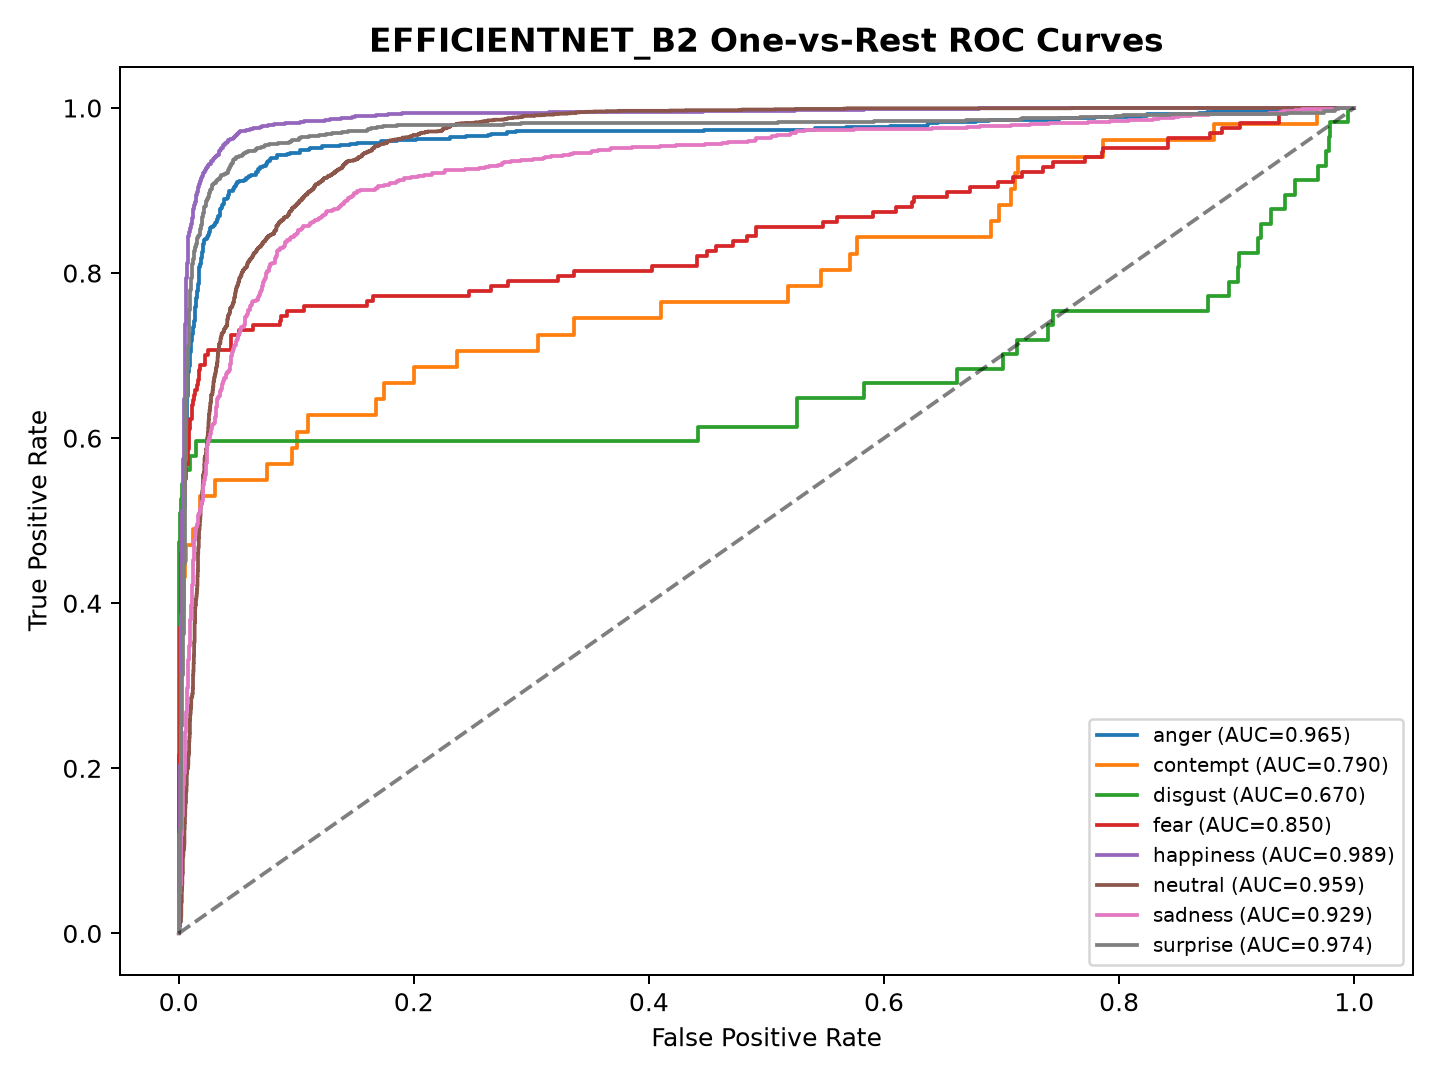 EFFICIENTNET_B2 One-vs-Rest ROC Curves
1.0
0.8
0.6
0.4
0.2
0.0
True Positive Rate
anger (AUC=0.965)
contempt (AUC=0.790)
disgust (AUC=0.670)
fear (AUC=0.850)
happiness (AUC=0.989)
neutral (AUC=0.959)
sadness (AUC=0.929)
surprise (AUC=0.974)
0.0 0.2 0.4 0.6 0.8 1.0
False Positive Rate